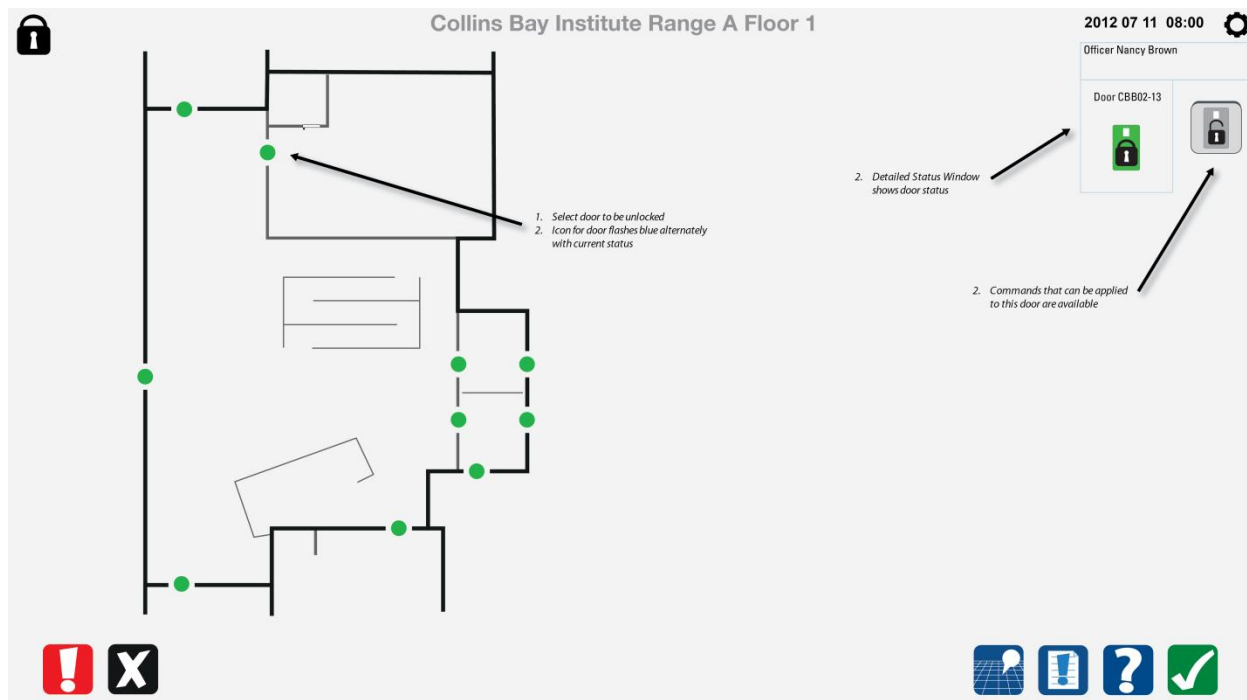 Collins Bay Institute Range A Floor 1
2012 07 11 08:00
Officer Nancy Brown
Door CBB02-13
2. Detailed Status Window
shows door status
1. Select door to be unlocked
2. Icon for door flashes blue alternately
with current status
2. Commands that can be applied
to this door are available